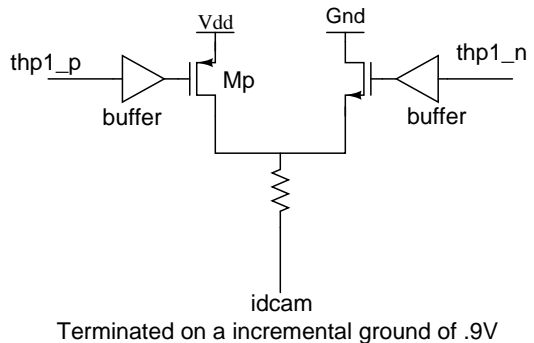 Vdd
Gnd
thp1_p
thp1_n
Mp
buffer
buffer
idcam
Terminated on a incremental ground of .9V